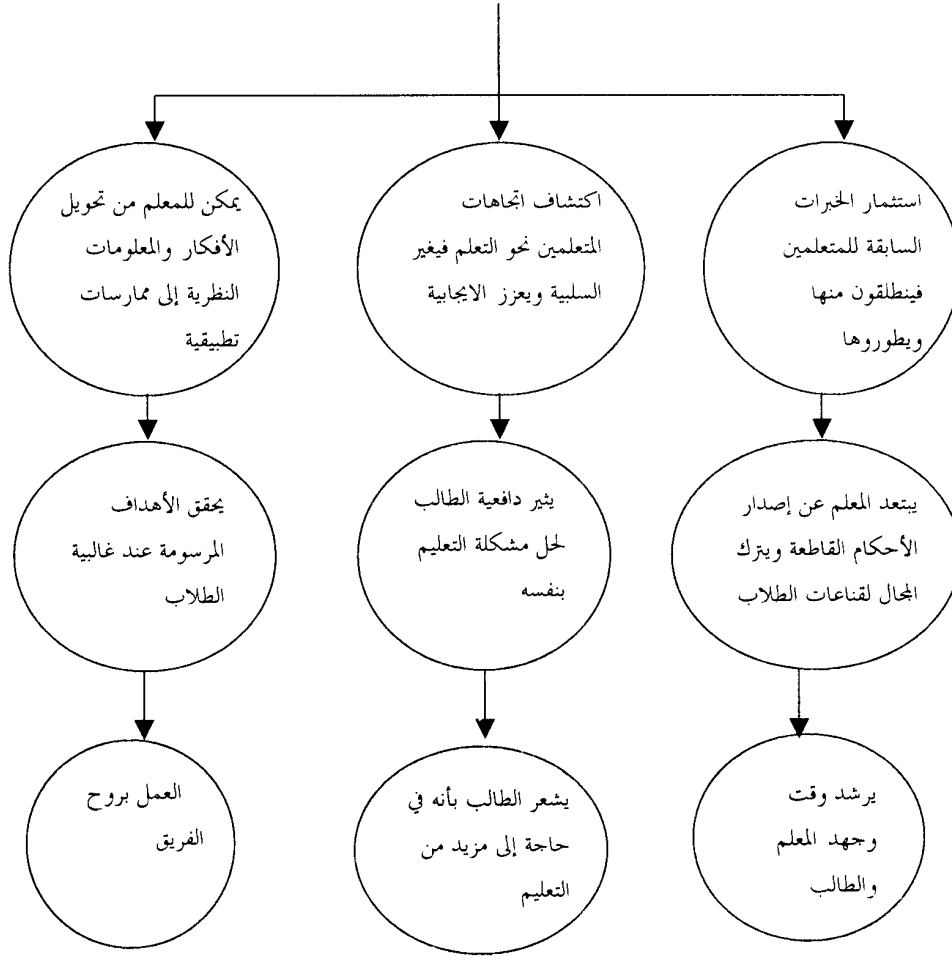 استثمار الخبرات
السابقة للمتعلمين
فينطلقون منها
ويطوروها
اكتشاف اتجاهات
المتعلمين نحو التعلم فيغير
السلبية ويعزز الايجابية
يمكن للمعلم من تحويل
الأفكار والمعلومات
النظرية إلى ممارسات
تطبيقية
يبتعد المعلم عن إصدار
الأحكام القاطعة ويترك
المجال لقناعات الطلاب
يثير دافعية الطالب
لحل مشكلة التعليم
بنفسه
يحقق الأهداف
المرسومة عند غالبية
الطلاب
يرشد وقت
وجهد المعلم
والطالب
يشعر الطالب بأنه في
حاجة إلى مزيد من
التعليم
العمل بروح
الفريق